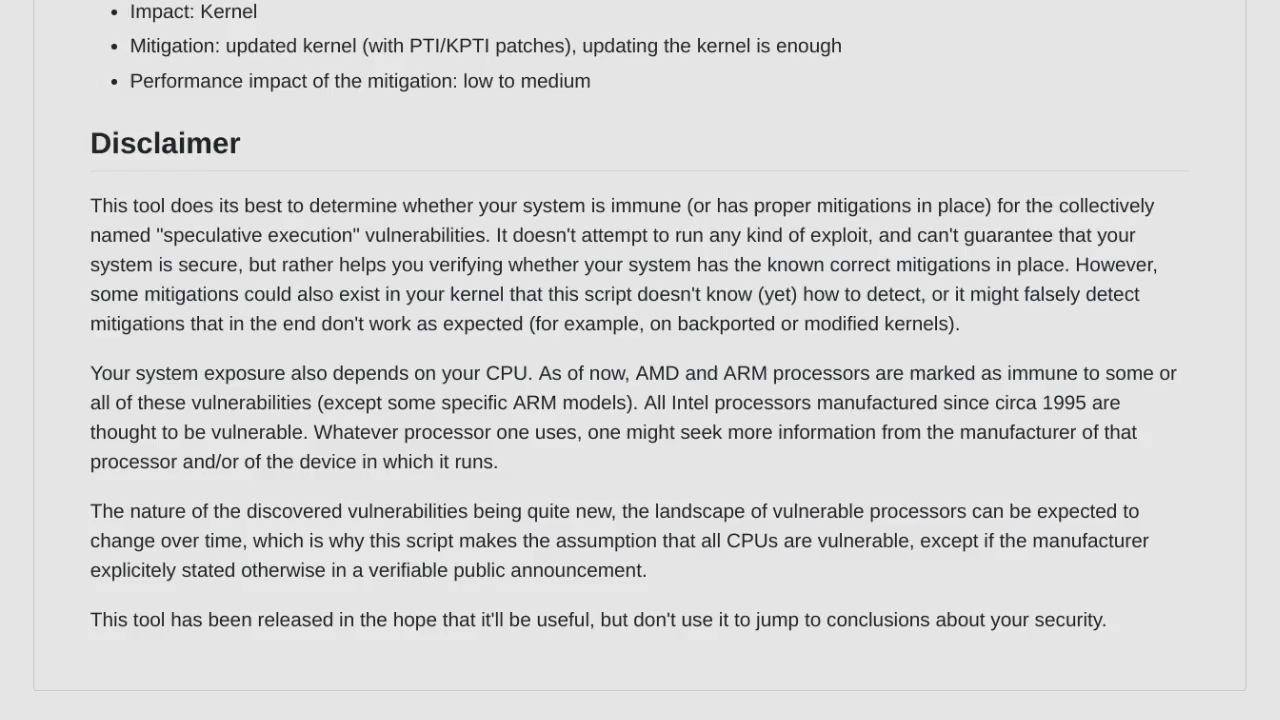 • Impact: Kernel
• Mitigation: updated kernel (with PTI/KPTI patches), updating the kernel is enough
• Performance impact of the mitigation: low to medium
Disclaimer
This tool does its best to determine whether your system is immune (or has proper mitigations in place) for the collectively
named "speculative execution" vulnerabilities. It doesn't attempt to run any kind of exploit, and can't guarantee that your
system is secure, but rather helps you verifying whether your system has the known correct mitigations in place. However,
some mitigations could also exist in your kernel that this script doesn't know (yet) how to detect, or it might falsely detect
mitigations that in the end don't work as expected (for example, on backported or modified kernels).
Your system exposure also depends on your CPU. As of now, AMD and ARM processors are marked as immune to some or
all of these vulnerabilities (except some specific ARM models). All Intel processors manufactured since circa 1995 are
thought to be vulnerable. Whatever processor one uses, one might seek more information from the manufacturer of that
processor and/or of the device in which it runs.
The nature of the discovered vulnerabilities being quite new, the landscape of vulnerable processors can be expected to
change over time, which is why this script makes the assumption that all CPUs are vulnerable, except if the manufacturer
explicitely stated otherwise in a verifiable public announcement.
This tool has been released in the hope that it'll be useful, but don't use it to jump to conclusions about your security.